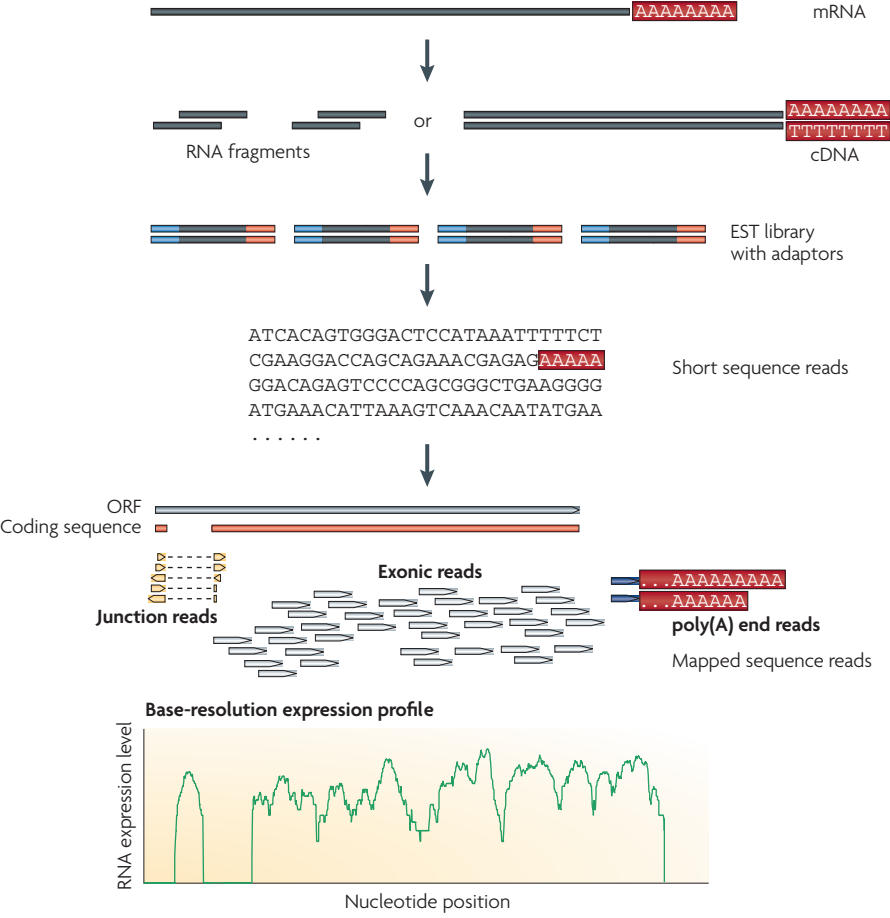 AAAAAAAA
mRNA
AAAAAAAA
or
TTTTTTTT
RNA fragments
cDNA
EST library
with adaptors
ATCACAGTGGGACTCCATAAATTTTTCT
CGAAGGACCAGCAGAAACGAGAGAAAAA
Short sequence reads
GGACAGAGTCCCCAGCGGGCTGAAGGGG
ATGAAACATTAAAGTCAAACAATATGAA
......
ORF
Coding sequence
Exonic reads
...AAAAAAAAA
...AAAAAA
Junction reads
poly(A) end reads
Mapped sequence reads
Base-resolution expression profile
RNA expression level
Nucleotide position